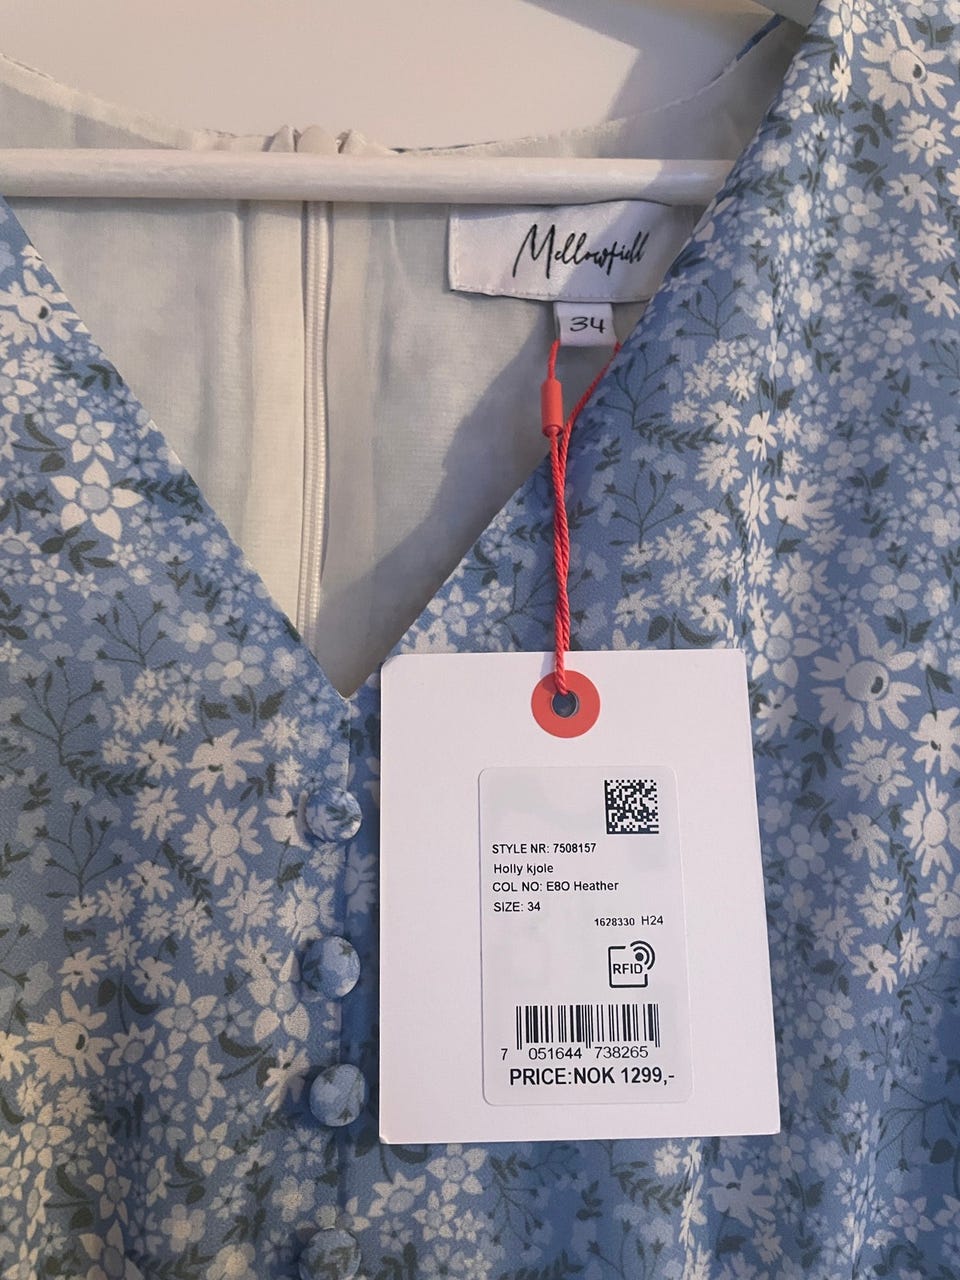 Mellowfield
34
STYLE NR: 7508157
Holly kjole
COL NO: E8O Heather
SIZE: 34
1628330 H24
RFID
7 051644 738265
PRICE:NOK 1299,-